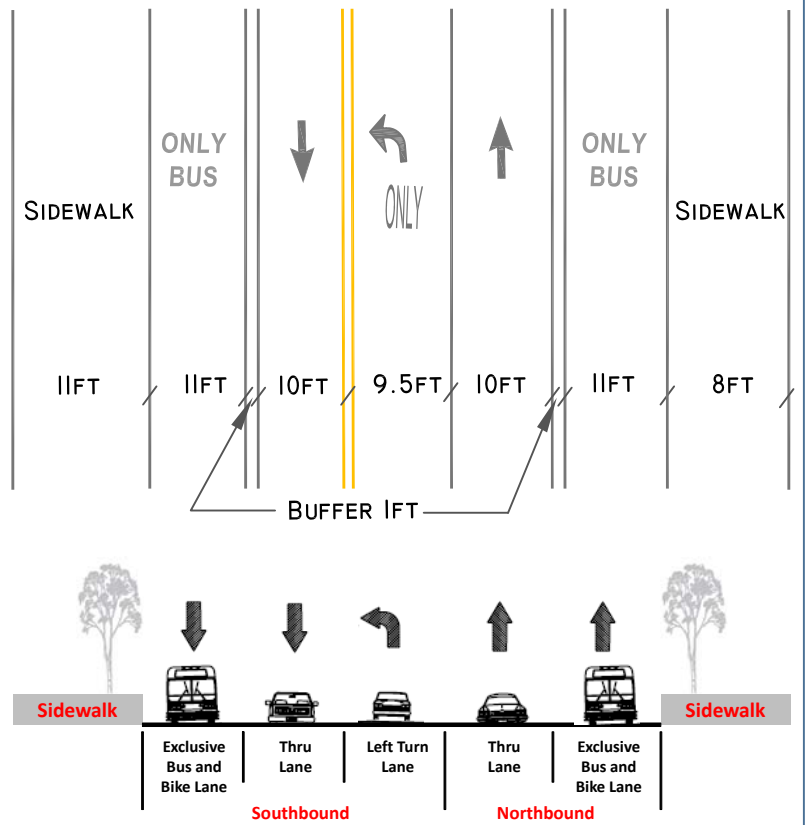 ONLY
BUS
ONLY
ONLY
BUS
SIDEWALK
SIDEWALK
11FT
11FT
10FT
9.5FT
10FT
11FT
8FT
BUFFER 1FT
Sidewalk
Sidewalk
Exclusive
Bus and
Bike Lane
Thru
Lane
Left Turn
Lane
Thru
Lane
Exclusive
Bus and
Bike Lane
Southbound
Northbound